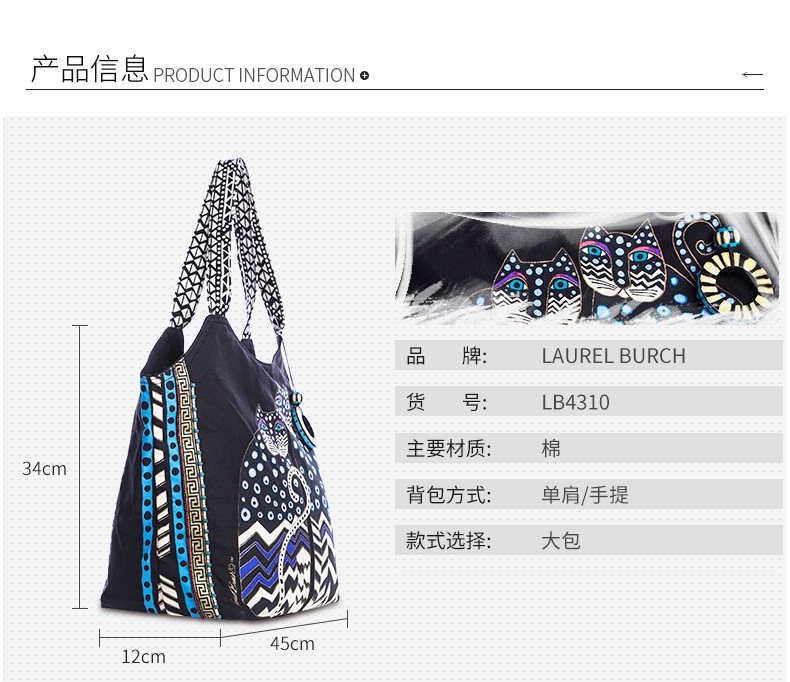 产品信息 PRODUCT INFORMATION
品 牌: LAUREL BURCH
货 号: LB4310
主要材质: 棉
背包方式: 单肩/手提
款式选择: 大包
34cm
12cm
45cm